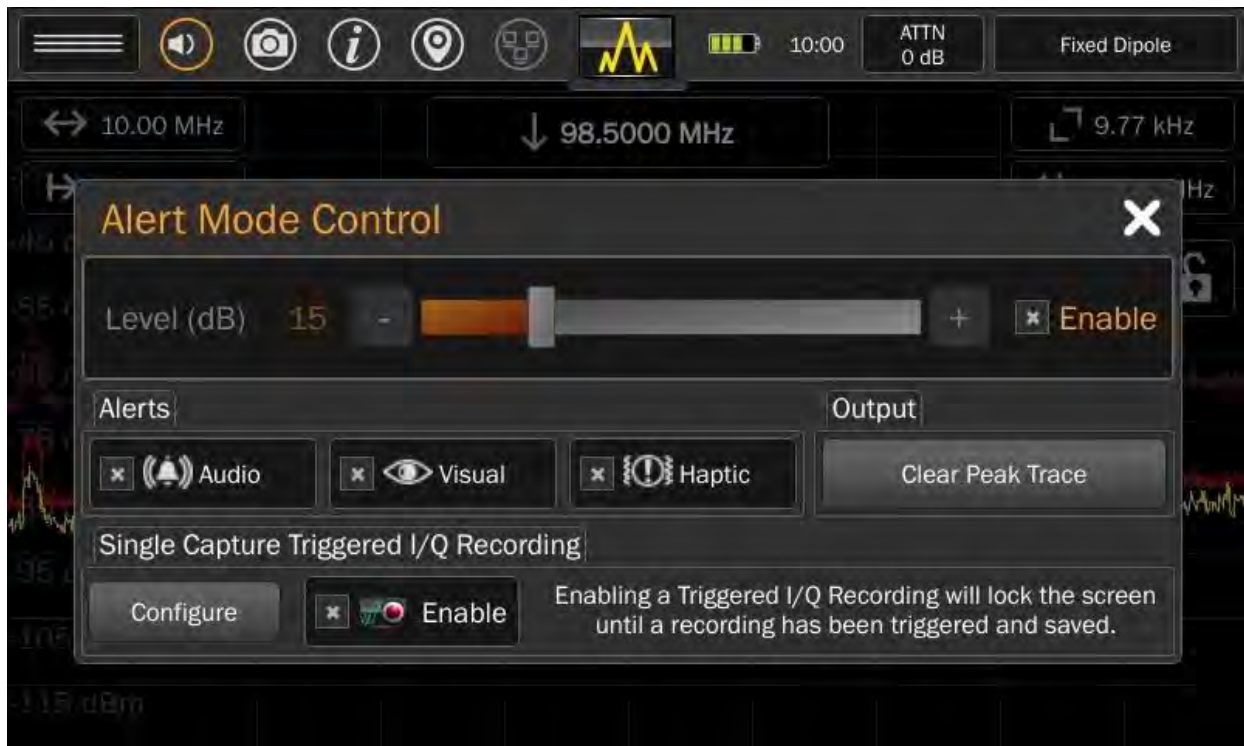 10:00
ATTN
0 dB
Fixed Dipole
10.00 MHz
98.5000 MHz
9.77 kHz
Hz
Alert Mode Control
Level (dB) 15 - + Enable
Alerts
Output
Audio
Visual
Haptic
Clear Peak Trace
Single Capture Triggered I/Q Recording
Configure
Enable
Enabling a Triggered I/Q Recording will lock the screen
until a recording has been triggered and saved.
-115 dBm